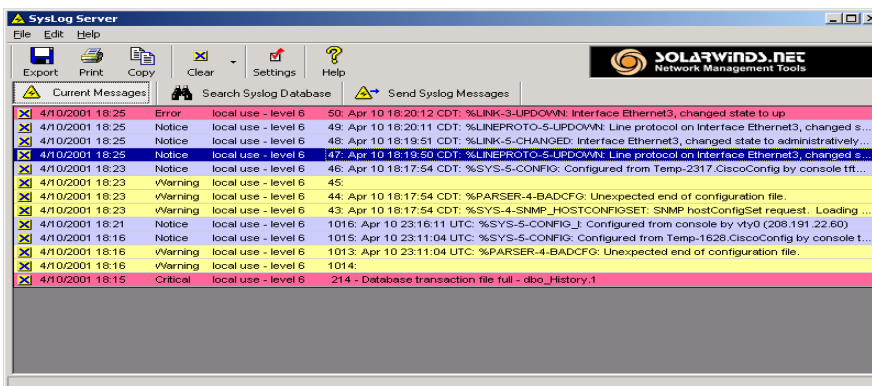 SysLog Server
File Edit Help
Export Print Copy Clear Settings Help
SOLARWINDS.NET
Network Management Tools
Current Messages Search Syslog Database Send Syslog Messages
4/10/2001 18:25 Error local use - level 6 50: Apr 10 18:20:12 CDT: %LINK-3-UPDOWN: Interface Ethernet3, changed state to up
4/10/2001 18:25 Notice local use - level 6 49: Apr 10 18:20:11 CDT: %LINEPROTO-5-UPDOWN: Line protocol on Interface Ethernet3, changed s...
4/10/2001 18:25 Notice local use - level 6 48: Apr 10 18:19:51 CDT: %LINK-5-CHANGED: Interface Ethernet3, changed state to administratively...
4/10/2001 18:25 Notice local use - level 6 47: Apr 10 18:19:50 CDT: %LINEPROTO-5-UPDOWN: Line protocol on Interface Ethernet3, changed s...
4/10/2001 18:23 Notice local use - level 6 46: Apr 10 18:17:54 CDT: %SYS-5-CONFIG: Configured from Temp-2317.CiscoConfig by console tft...
4/10/2001 18:23 Warning local use - level 6 45:
4/10/2001 18:23 Warning local use - level 6 44: Apr 10 18:17:54 CDT: %PARSER-4-BADCFG: Unexpected end of configuration file.
4/10/2001 18:23 Warning local use - level 6 43: Apr 10 18:17:54 CDT: %SYS-4-SNMP_HOSTCONFIGSET: SNMP hostConfigSet request. Loading ...
4/10/2001 18:21 Notice local use - level 6 1016: Apr 10 23:16:11 UTC: %SYS-5-CONFIG_I: Configured from console by vty0 (208.191.22.60)
4/10/2001 18:16 Notice local use - level 6 1015: Apr 10 23:11:04 UTC: %SYS-5-CONFIG: Configured from Temp-1628.CiscoConfig by console t...
4/10/2001 18:16 Warning local use - level 6 1013: Apr 10 23:11:04 UTC: %PARSER-4-BADCFG: Unexpected end of configuration file.
4/10/2001 18:16 Warning local use - level 6 1014:
4/10/2001 18:15 Critical local use - level 6 214 - Database transaction file full - dbo_History.1